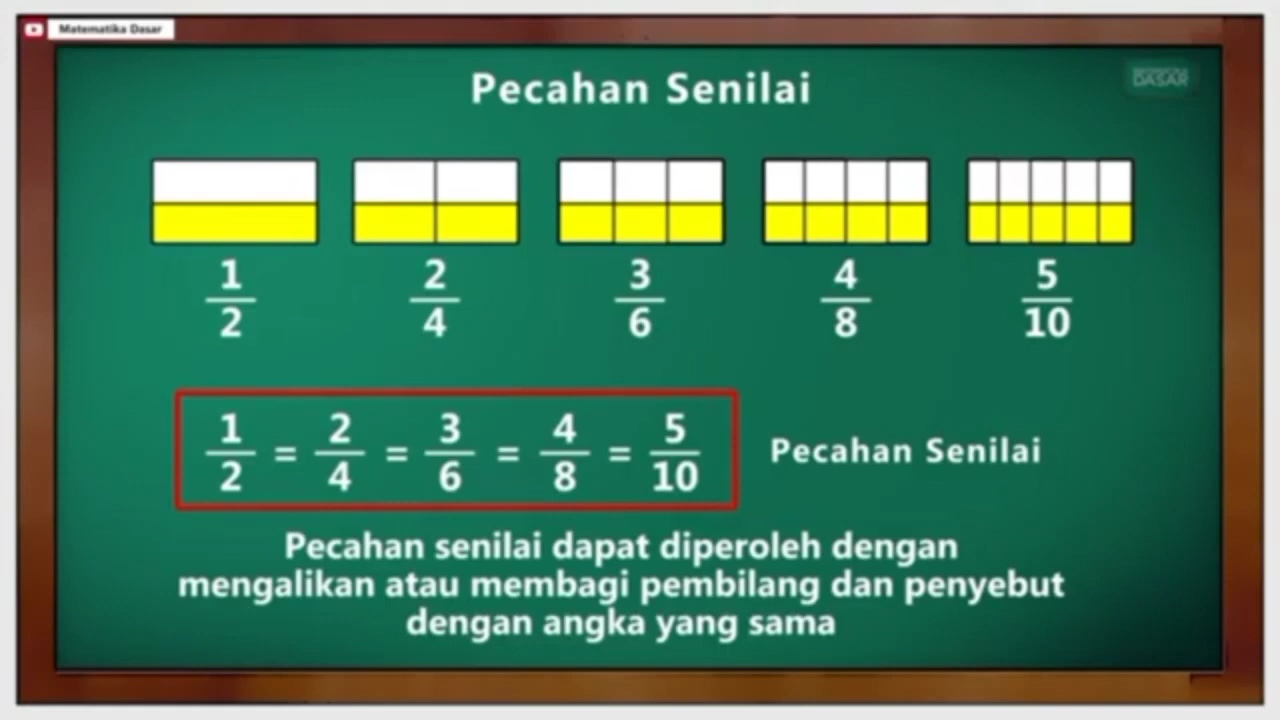 Matematika Dasar
Pecahan Senilai
DASAR
1/2 2/4 3/6 4/8 5/10
1/2 = 2/4 = 3/6 = 4/8 = 5/10 Pecahan Senilai
Pecahan senilai dapat diperoleh dengan
mengalikan atau membagi pembilang dan penyebut
dengan angka yang sama